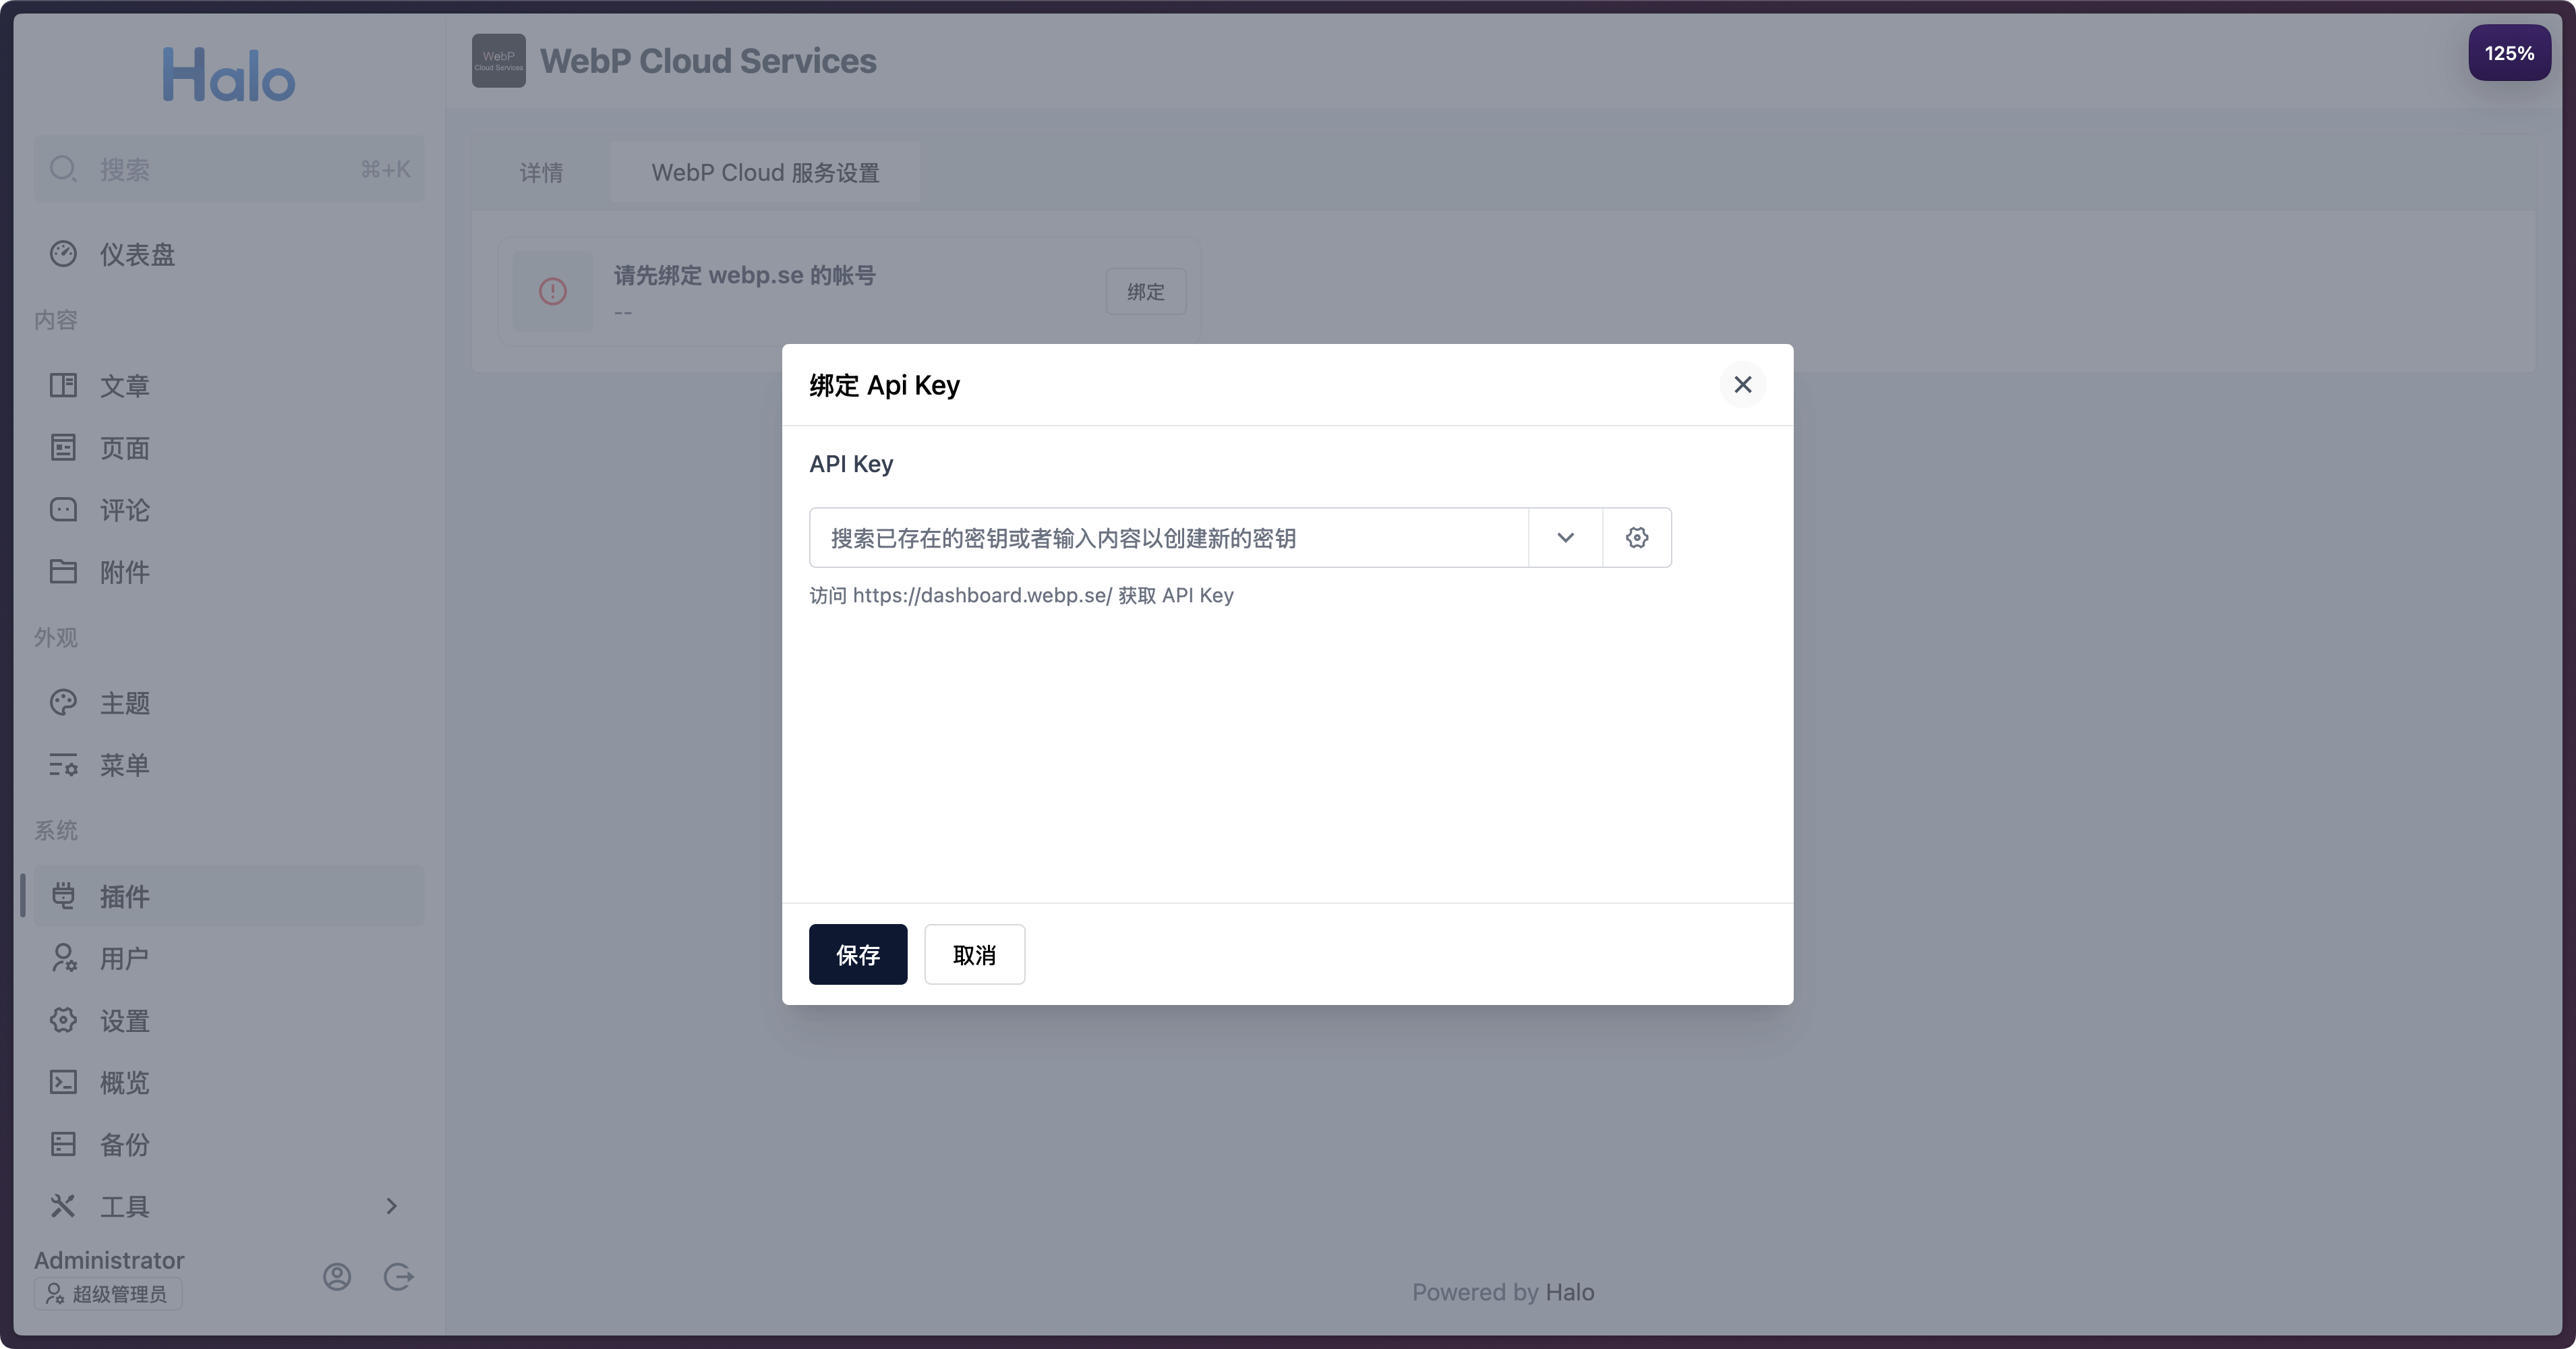 Halo
搜索 ⌘+K
仪表盘
内容
文章
页面
评论
附件
外观
主题
菜单
系统
插件
用户
设置
概览
备份
工具
Administrator
超级管理员
WebP
Cloud Services
WebP Cloud Services
125%
详情 WebP Cloud 服务设置
请先绑定 webp.se 的帐号
--
绑定
绑定 Api Key
API Key
搜索已存在的密钥或者输入内容以创建新的密钥
访问 https://dashboard.webp.se/ 获取 API Key
保存 取消
Powered by Halo